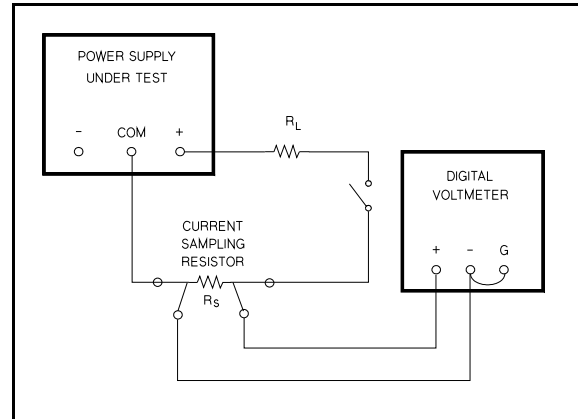 POWER SUPPLY
UNDER TEST
- COM +
R_L
DIGITAL
VOLTMETER
+ - G
CURRENT
SAMPLING
RESISTOR
R_S